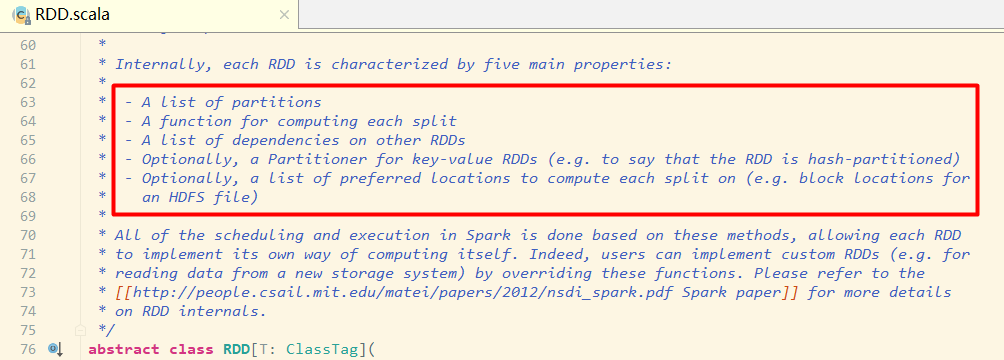 RDD.scala
60 *
61 * Internally, each RDD is characterized by five main properties:
62 *
63 * - A list of partitions
64 * - A function for computing each split
65 * - A list of dependencies on other RDDs
66 * - Optionally, a Partitioner for key-value RDDs (e.g. to say that the RDD is hash-partitioned)
67 * - Optionally, a list of preferred locations to compute each split on (e.g. block locations for
68 * an HDFS file)
69 *
70 * All of the scheduling and execution in Spark is done based on these methods, allowing each RDD
71 * to implement its own way of computing itself. Indeed, users can implement custom RDDs (e.g. for
72 * reading data from a new storage system) by overriding these functions. Please refer to the
73 * [[http://people.csail.mit.edu/matei/papers/2012/nsdi_spark.pdf Spark paper]] for more details
74 * on RDD internals.
75 */
76 abstract class RDD[T: ClassTag](